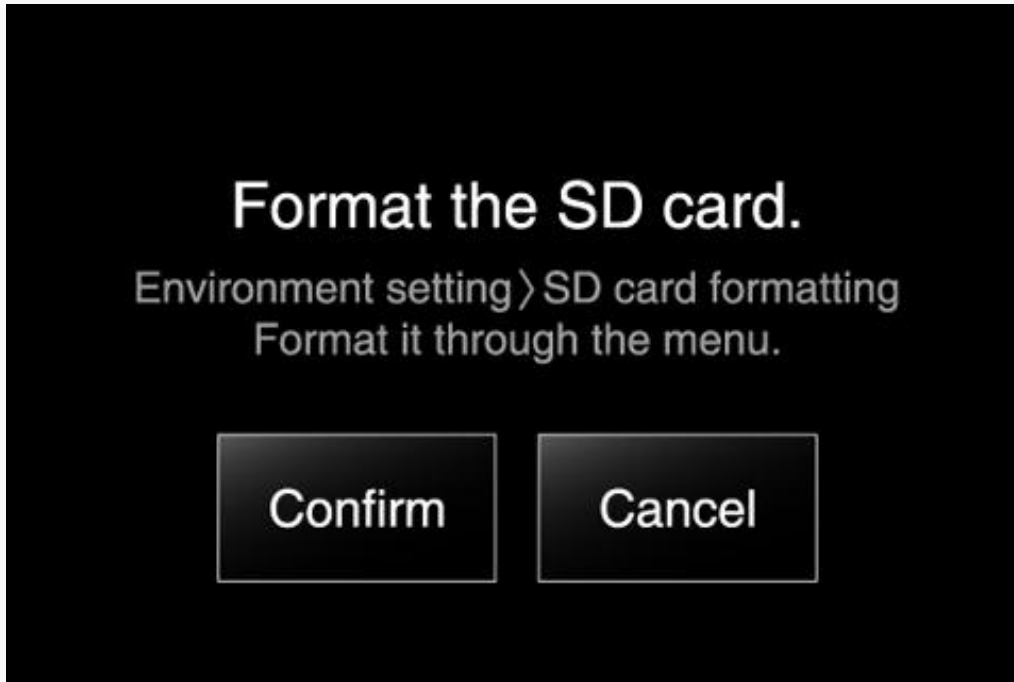 Format the SD card.
Environment setting〉SD card formatting
Format it through the menu.
Confirm
Cancel